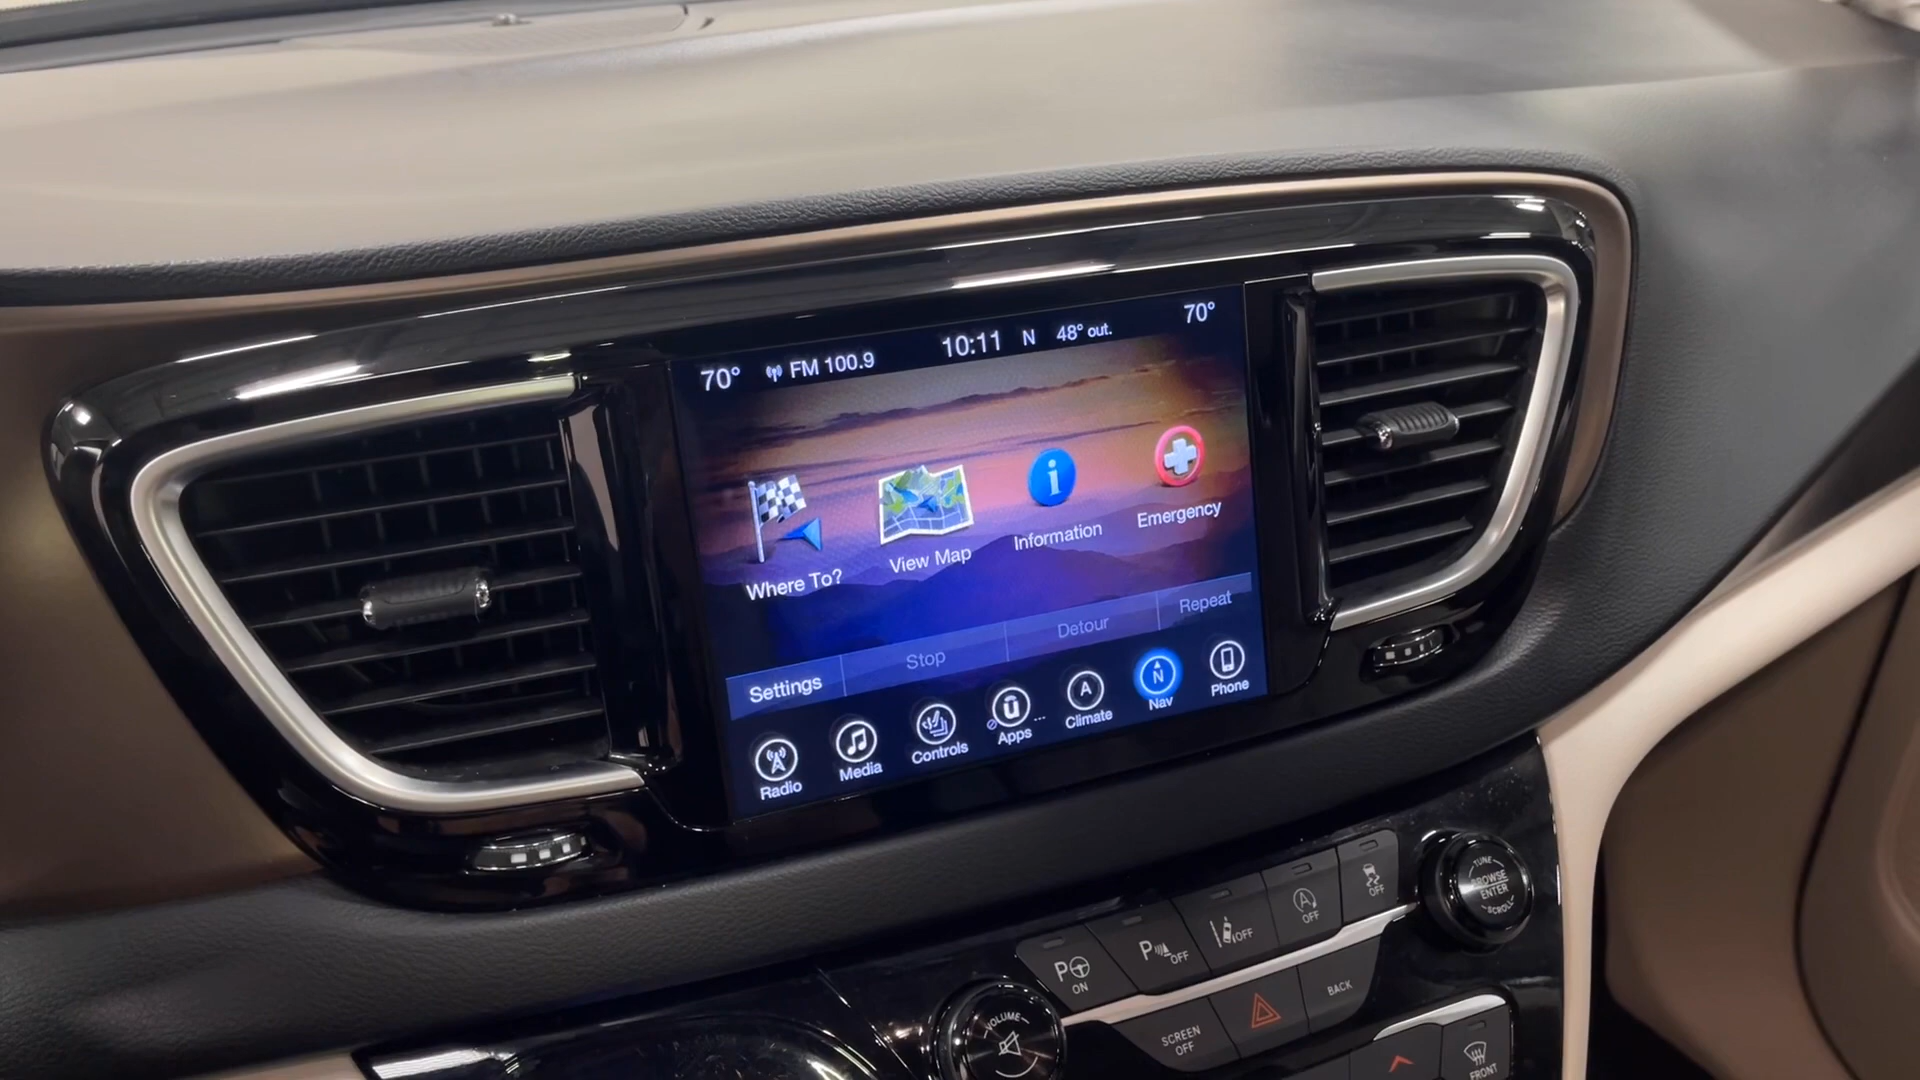 70° FM 100.9 10:11 N 48° out. 70°
Where To? View Map Information Emergency
Settings Stop Detour Repeat
Radio Media Controls Apps ... Climate Nav Phone
A
N
TUNE
BROWSE
ENTER
SCROLL
P ON
P OFF
OFF
A OFF
OFF
VOLUME
SCREEN
OFF
BACK
FRONT